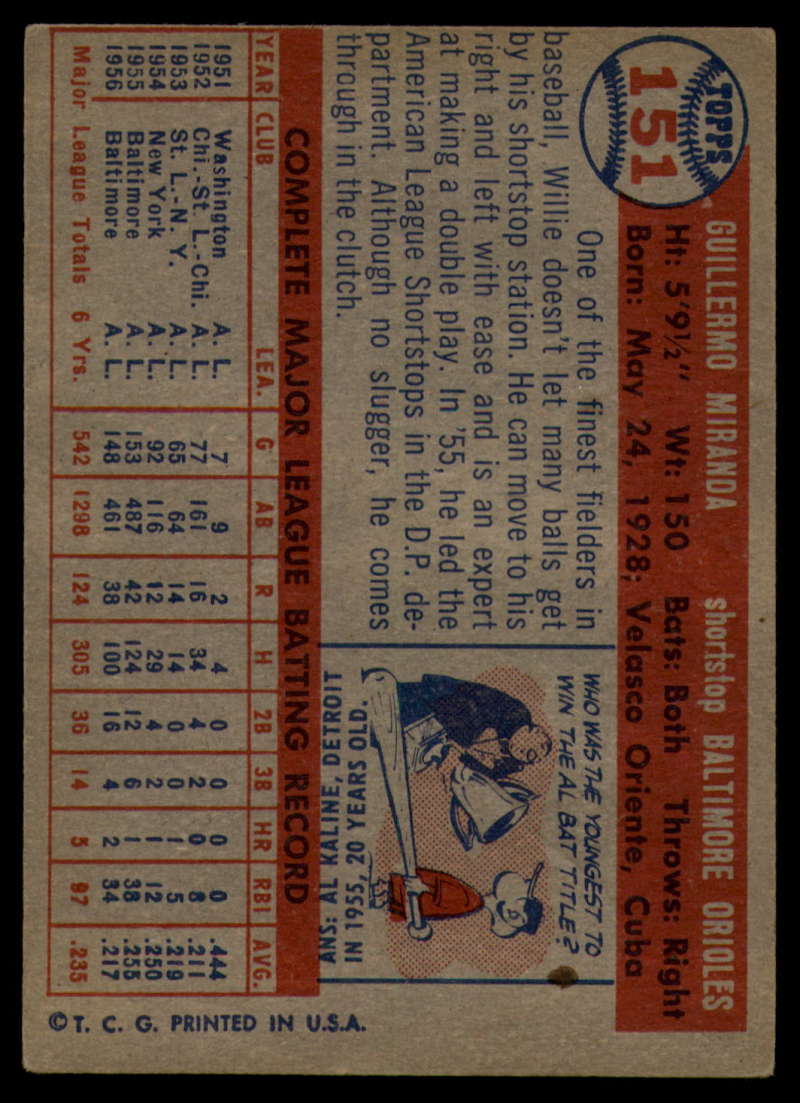 TOPPS
151
GUILLERMO MIRANDA shortstop BALTIMORE ORIOLES
Ht: 5'9½" Wt: 150 Bats: Both Throws: Right
Born: May 24, 1928; Velasco Oriente, Cuba
One of the finest fielders in
baseball, Willie doesn't let many balls get
by his shortstop station. He can move to his
right and left with ease and is an expert
at making a double play. In '55, he led the
American League Shortstops in the D.P. de-
partment. Although no slugger, he comes
through in the clutch.
WHO WAS THE YOUNGEST TO
WIN THE AL BAT TITLE?
ANS: AL KALINE, DETROIT
IN 1955, 20 YEARS OLD.
COMPLETE MAJOR LEAGUE BATTING RECORD
YEAR CLUB LEA. G AB R H 2B 3B HR RBI AVG.
1951 Washington A. L. 7 9 2 4 0 0 0 0 .444
1952 Chi.-St. L.-Chi. A. L. 77 161 16 34 4 2 0 8 .211
1953 St. L.-N. Y. A. L. 65 64 14 14 0 0 1 5 .219
1954 New York A. L. 92 116 12 29 4 2 1 12 .250
1955 Baltimore A. L. 153 487 42 124 12 6 1 38 .255
1956 Baltimore A. L. 148 461 38 100 16 4 2 34 .217
Major League Totals 6 Yrs. 542 1298 124 305 36 14 5 97 .235
© T. C. G. PRINTED IN U.S.A.